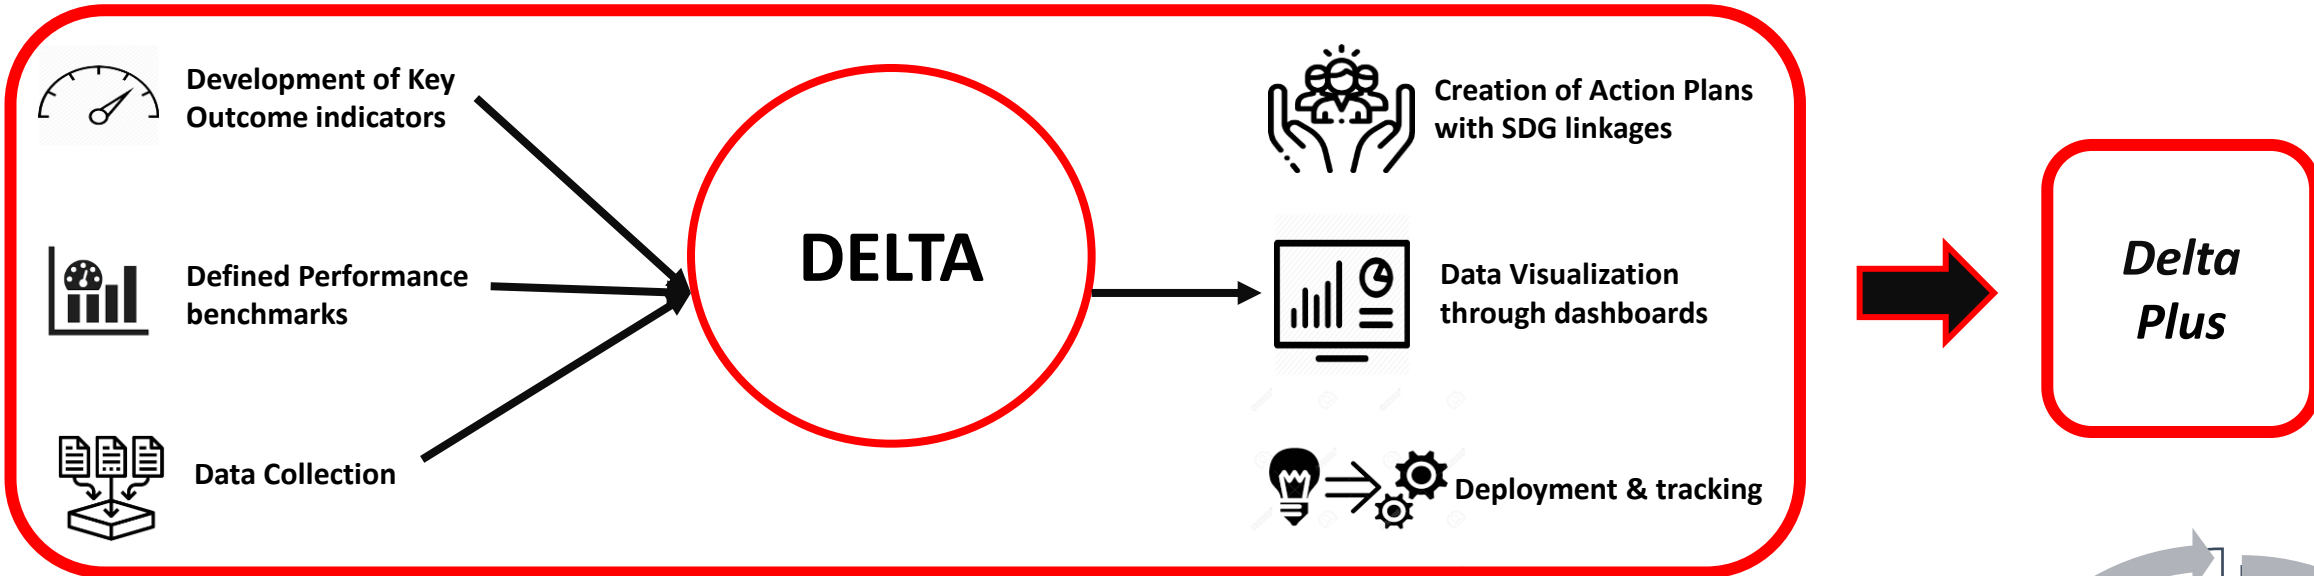 Development of Key
Outcome indicators
Defined Performance
benchmarks
Data Collection
DELTA
Creation of Action Plans
with SDG linkages
Data Visualization
through dashboards
Deployment & tracking
Delta
Plus